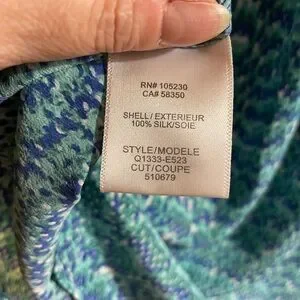 RN# 105230
CA# 58350
SHELL / EXTERIEUR
100% SILK/SOIE
STYLE/MODELE
Q1333-E523
CUT/COUPE
510679